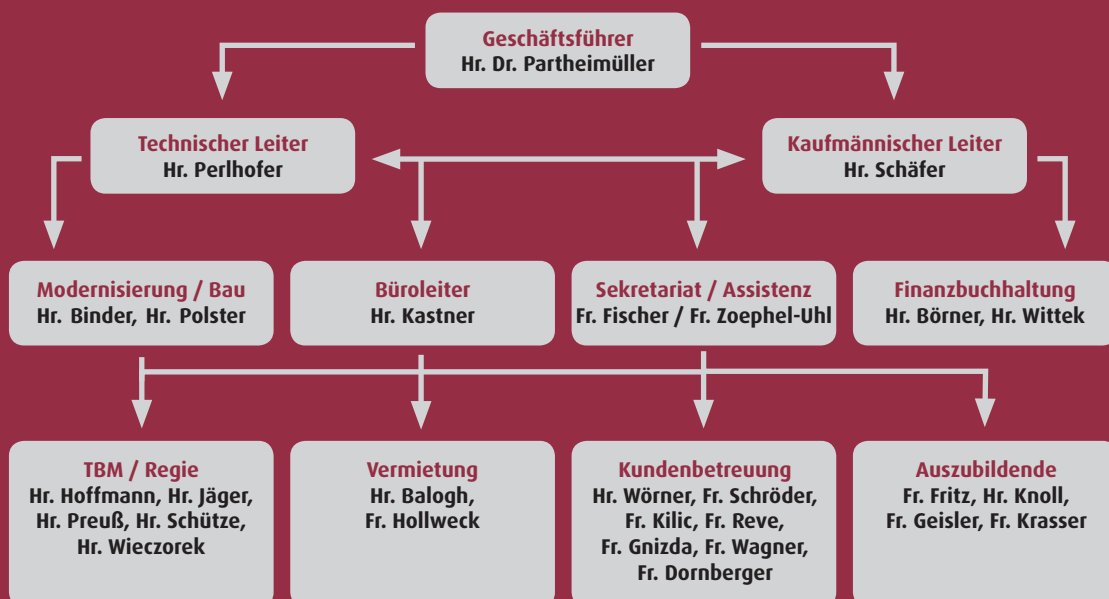 Geschäftsführer
Hr. Dr. Partheimüller
Technischer Leiter
Hr. Perlhofer
Kaufmännischer Leiter
Hr. Schäfer
Modernisierung / Bau
Hr. Binder, Hr. Polster
Büroleiter
Hr. Kastner
Sekretariat / Assistenz
Fr. Fischer / Fr. Zoephel-Uhl
Finanzbuchhaltung
Hr. Börner, Hr. Wittek
TBM / Regie
Hr. Hoffmann, Hr. Jäger,
Hr. Preuß, Hr. Schütze,
Hr. Wieczorek
Vermietung
Hr. Balogh,
Fr. Hollweck
Kundenbetreuung
Hr. Wörner, Fr. Schröder,
Fr. Kilic, Fr. Reve,
Fr. Gnizda, Fr. Wagner,
Fr. Dornberger
Auszubildende
Fr. Fritz, Hr. Knoll,
Fr. Geisler, Fr. Krasser